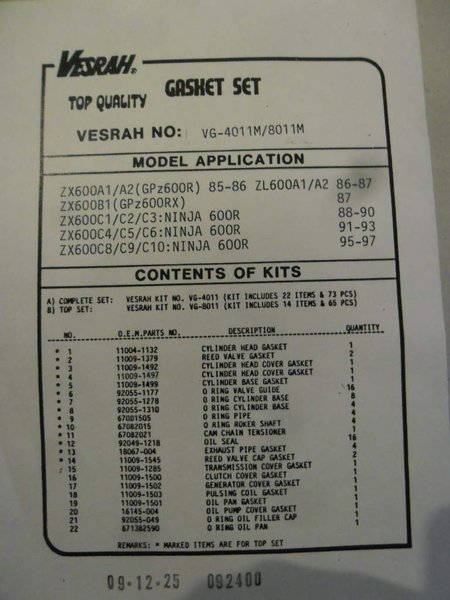 VESRAH®
GASKET SET
TOP QUALITY
VESRAH NO: VG-4011M/8011M
MODEL APPLICATION
ZX600A1/A2(GPz600R) 85-86 ZL600A1/A2 86-87
ZX600B1(GPz600RX) 87
ZX600C1/C2/C3:NINJA 600R 88-90
ZX600C4/C5/C6:NINJA 600R 91-93
ZX600C8/C9/C10:NINJA 600R 95-97
CONTENTS OF KITS
A) COMPLETE SET: VESRAH KIT NO. VG-4011 (KIT INCLUDES 22 ITEMS & 73 PCS)
B) TOP SET: VESRAH KIT NO. VG-8011 (KIT INCLUDES 14 ITEMS & 65 PCS)
NO. O.E.M.PARTS NO. DESCRIPTION QUANTITY
* 1 11004-1132 CYLINDER HEAD GASKET 1
* 2 11009-1379 REED VALVE GASKET 2
* 3 11009-1492 CYLINDER HEAD COVER GASKET 1
* 4 11009-1497 CYLINDER HEAD COVER GASKET 1
* 5 11009-1499 CYLINDER BASE GASKET 1
* 6 92055-1177 O RING VALVE GUIDE 16
* 7 92055-1278 O RING CYLINDER BASE 8
* 8 92055-1310 O RING CYLINDER BASE 4
* 9 67001505 O RING PIPE 4
* 10 67082015 O RING ROKER SHAFT 4
* 11 67082021 CAM CHAIN TENSIONER 1
* 12 92049-1218 OIL SEAL 16
* 13 18067-004 EXHAUST PIPE GASKET 4
* 14 11009-1545 REED VALVE CAP GASKET 2
15 11009-1285 TRANSMISSION COVER GASKET 1
16 11009-1500 CLUTCH COVER GASKET 1
17 11009-1502 GENERATOR COVER GASKET 1
18 11009-1503 PULSING COIL GASKET 1
19 11009-1501 OIL PAN GASKET 1
20 16145-004 OIL PUMP COVER GASKET 1
21 92055-049 O RING OIL FILLER CAP 1
22 671382590 O RING OIL PAN 1
REMARKS: * MARKED ITEMS ARE FOR TOP SET
09.12.25 092400